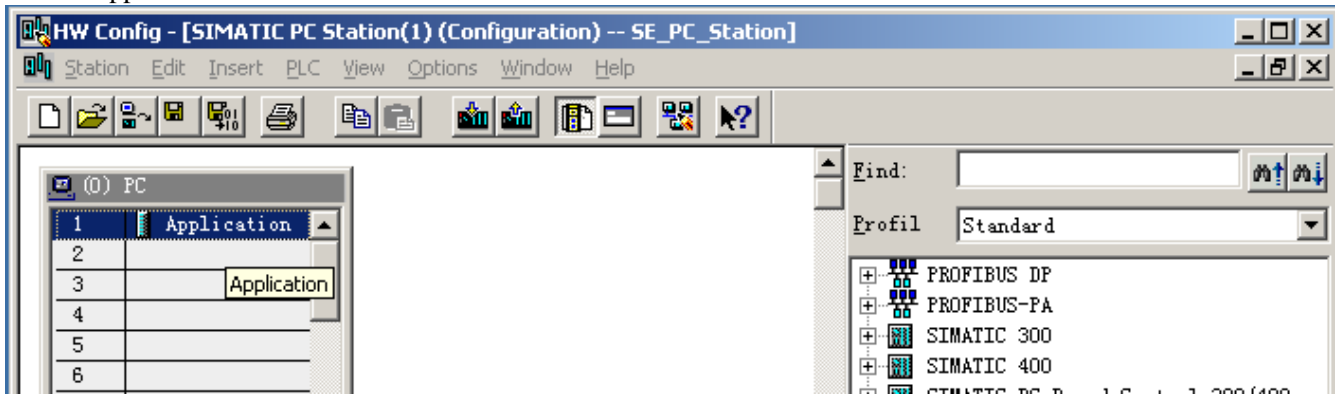 HW Config - [SIMATIC PC Station(1) (Configuration) -- SE_PC_Station]
Station Edit Insert PLC View Options Window Help
(0) PC
1 Application
2
3
Application
4
5
6
Find:
Profil Standard
PROFIBUS DP
PROFIBUS-PA
SIMATIC 300
SIMATIC 400